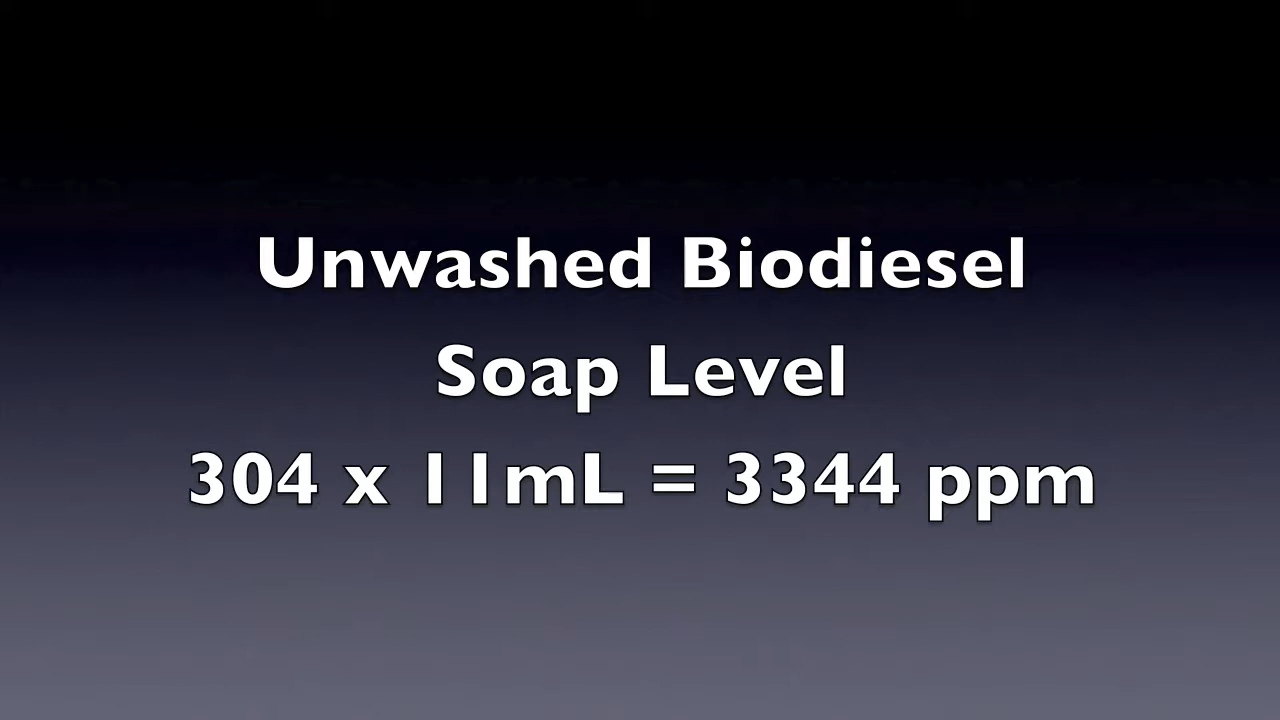 Unwashed Biodiesel
Soap Level
304 x 11mL = 3344 ppm